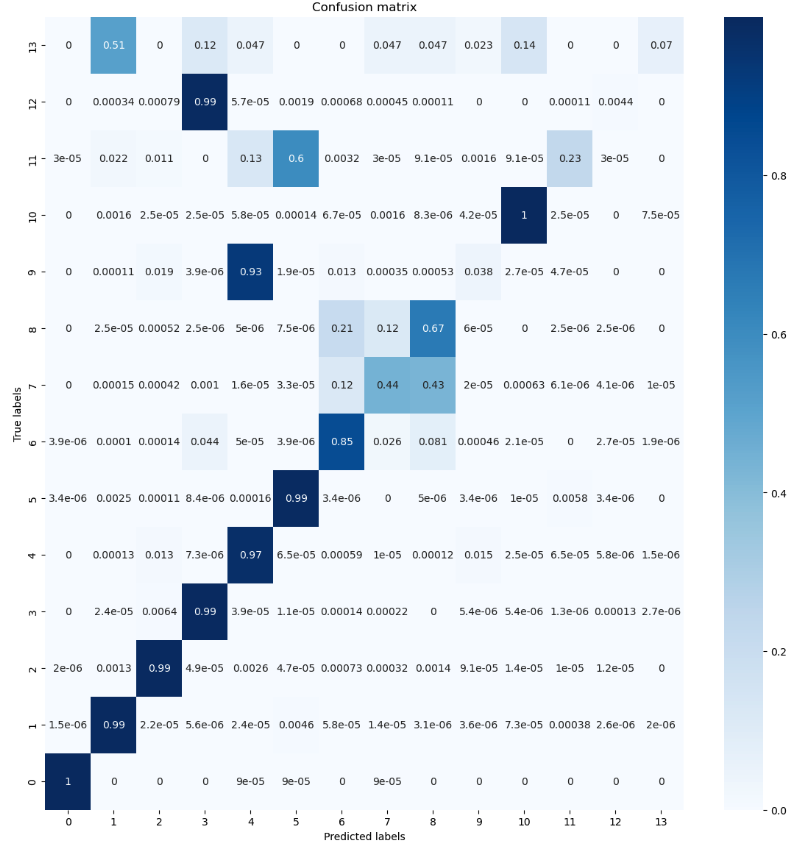 Confusion matrix
13 0 0.51 0 0.12 0.047 0 0 0.047 0.047 0.023 0.14 0 0 0.07
12 0 0.00034 0.00079 0.99 5.7e-05 0.0019 0.00068 0.00045 0.00011 0 0 0.00011 0.0044 0
11 3e-05 0.022 0.011 0 0.13 0.6 0.0032 3e-05 9.1e-05 0.0016 9.1e-05 0.23 3e-05 0
0.8
10 0 0.0016 2.5e-05 2.5e-05 5.8e-05 0.00014 6.7e-05 0.0016 8.3e-06 4.2e-05 1 2.5e-05 0 7.5e-05
9 0 0.00011 0.019 3.9e-06 0.93 1.9e-05 0.013 0.00035 0.00053 0.038 2.7e-05 4.7e-05 0 0
8 0 2.5e-05 0.00052 2.5e-06 5e-06 7.5e-06 0.21 0.12 0.67 6e-05 0 2.5e-06 2.5e-06 0
0.6
7 0 0.00015 0.00042 0.001 1.6e-05 3.3e-05 0.12 0.44 0.43 2e-05 0.00063 6.1e-06 4.1e-06 1e-05
True labels
6 3.9e-06 0.0001 0.00014 0.044 5e-05 3.9e-06 0.85 0.026 0.081 0.00046 2.1e-05 0 2.7e-05 1.9e-06
0.4
5 3.4e-06 0.0025 0.00011 8.4e-06 0.00016 0.99 3.4e-06 0 5e-06 3.4e-06 1e-05 0.0058 3.4e-06 0
4 0 0.00013 0.013 7.3e-06 0.97 6.5e-05 0.00059 1e-05 0.00012 0.015 2.5e-05 6.5e-05 5.8e-06 1.5e-06
3 0 2.4e-05 0.0064 0.99 3.9e-05 1.1e-05 0.00014 0.00022 0 5.4e-06 5.4e-06 1.3e-06 0.00013 2.7e-06
0.2
2 2e-06 0.0013 0.99 4.9e-05 0.0026 4.7e-05 0.00073 0.00032 0.0014 9.1e-05 1.4e-05 1e-05 1.2e-05 0
1 1.5e-06 0.99 2.2e-05 5.6e-06 2.4e-05 0.0046 5.8e-05 1.4e-05 3.1e-06 3.6e-06 7.3e-05 0.00038 2.6e-06 2e-06
0 1 0 0 0 9e-05 9e-05 0 9e-05 0 0 0 0 0 0
0.0
0 1 2 3 4 5 6 7 8 9 10 11 12 13
Predicted labels